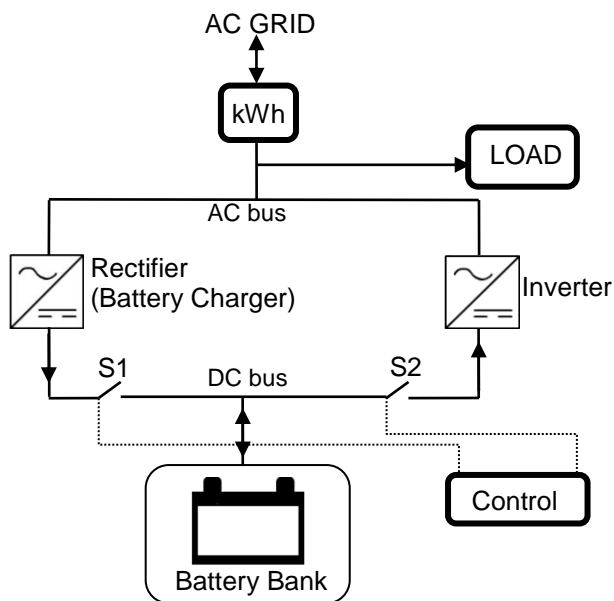 AC GRID
kWh
LOAD
AC bus
Rectifier
(Battery Charger)
Inverter
S1
DC bus
S2
Control
Battery Bank